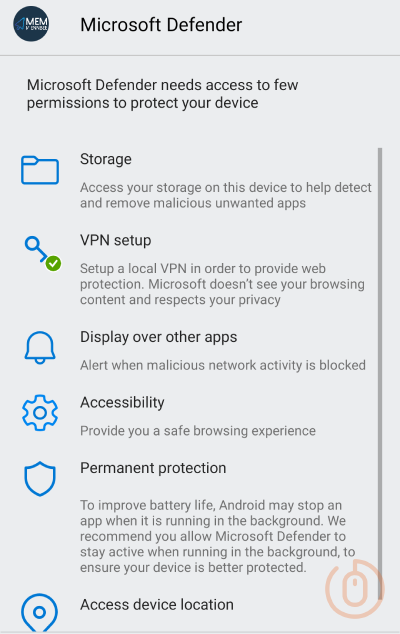 MEM
Microsoft Defender
Microsoft Defender needs access to few
permissions to protect your device
Storage
Access your storage on this device to help detect
and remove malicious unwanted apps
VPN setup
Setup a local VPN in order to provide web
protection. Microsoft doesn't see your browsing
content and respects your privacy
Display over other apps
Alert when malicious network activity is blocked
Accessibility
Provide you a safe browsing experience
Permanent protection
To improve battery life, Android may stop an
app when it is running in the background. We
recommend you allow Microsoft Defender to
stay active when running in the background, to
ensure your device is better protected.
Access device location